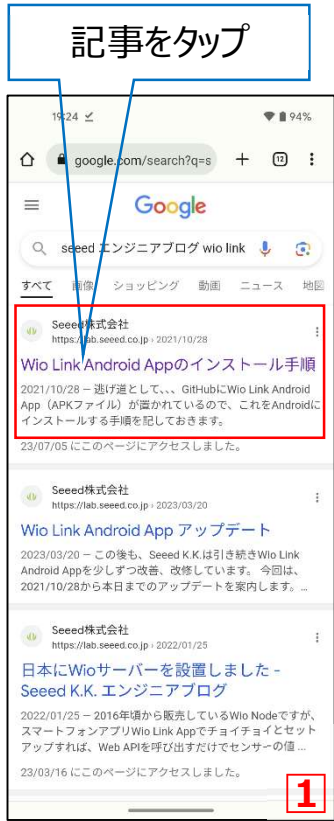 記事をタップ
19:24 94%
google.com/search?q=s + 12
Google
seeed エンジニアブログ wio link
すべて 画像 ショッピング 動画 ニュース 地図
Seeed株式会社
https://lab.seeed.co.jp › 2021/10/28
Wio Link Android Appのインストール手順
2021/10/28 – 逃げ道として、、、GitHubにWio Link Android
App（APKファイル）が置かれているので、これをAndroidに
インストールする手順を記しておきます。
23/07/05 にこのページにアクセスしました。
Seeed株式会社
https://lab.seeed.co.jp › 2023/03/20
Wio Link Android App アップデート
2023/03/20 – この後も、Seeed K.K.は引き続きWio Link
Android Appを少しずつ改善、改修しています。 今回は、
2021/10/28から本日までのアップデートを案内します。...
Seeed株式会社
https://lab.seeed.co.jp › 2022/01/25
日本にWioサーバーを設置しました -
Seeed K.K. エンジニアブログ
2022/01/25 – 2016年頃から販売しているWio Nodeですが、
スマートフォンアプリWio Link Appでチョイチョイとセット
アップすれば、Web APIを呼び出すだけでセンサーの値 ...
23/03/16 にこのページにアクセスしました。
1